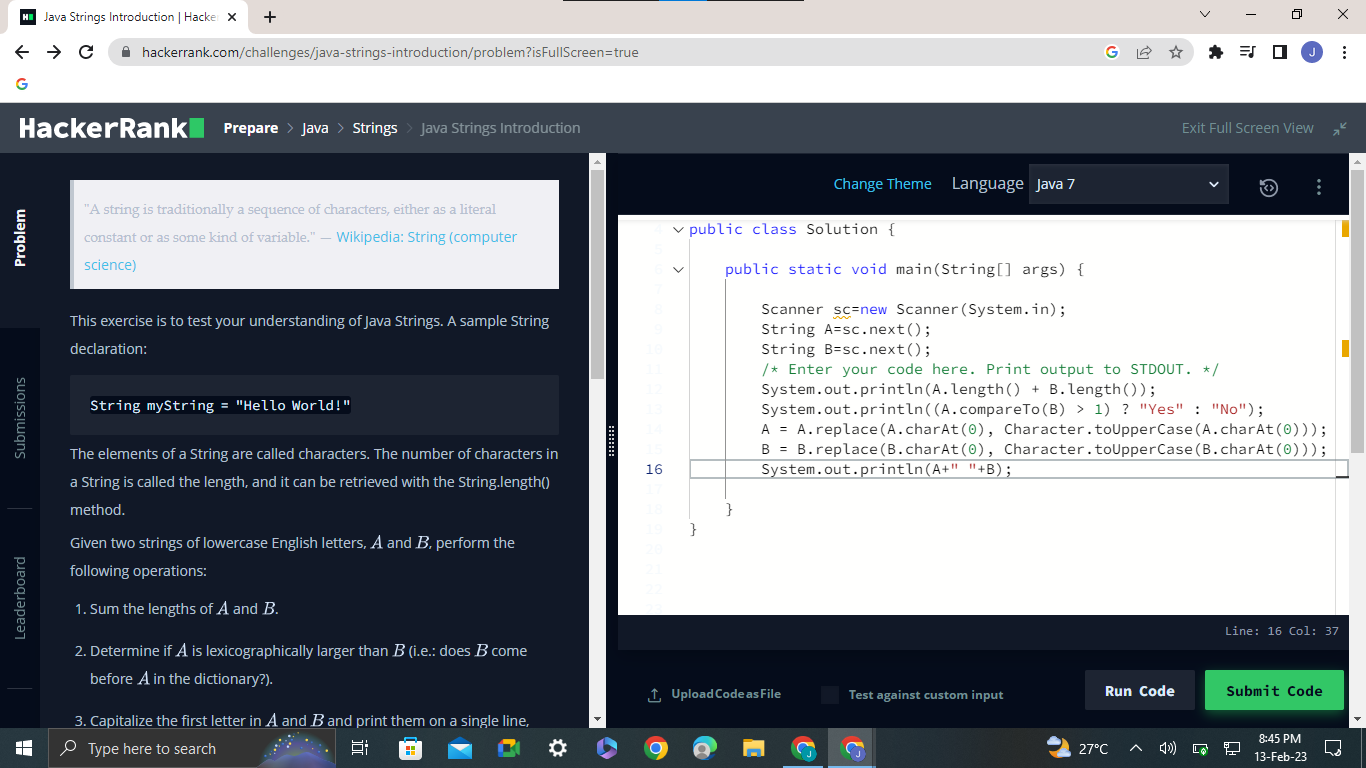 Java Strings Introduction | Hacke
hackerrank.com/challenges/java-strings-introduction/problem?isFullScreen=true
J
HackerRank
Prepare > Java > Strings > Java Strings Introduction
Exit Full Screen View
Problem
Submissions
Leaderboard
"A string is traditionally a sequence of characters, either as a literal
constant or as some kind of variable." — Wikipedia: String (computer
science)
This exercise is to test your understanding of Java Strings. A sample String
declaration:
String myString = "Hello World!"
The elements of a String are called characters. The number of characters in
a String is called the length, and it can be retrieved with the String.length()
method.
Given two strings of lowercase English letters, A and B, perform the
following operations:
1. Sum the lengths of A and B.
2. Determine if A is lexicographically larger than B (i.e.: does B come
before A in the dictionary?).
3. Capitalize the first letter in A and B and print them on a single line,
Change Theme Language Java 7
4 public class Solution {
5
6 public static void main(String[] args) {
7
8 Scanner sc=new Scanner(System.in);
9 String A=sc.next();
10 String B=sc.next();
11 /* Enter your code here. Print output to STDOUT. */
12 System.out.println(A.length() + B.length());
13 System.out.println((A.compareTo(B) > 1) ? "Yes" : "No");
14 A = A.replace(A.charAt(0), Character.toUpperCase(A.charAt(0)));
15 B = B.replace(B.charAt(0), Character.toUpperCase(B.charAt(0)));
16 System.out.println(A+" "+B);
17
18 }
19 }
20
21
22
23
Line: 16 Col: 37
Upload Code as File
Test against custom input
Run Code
Submit Code
Type here to search
27°C
8:45 PM
13-Feb-23